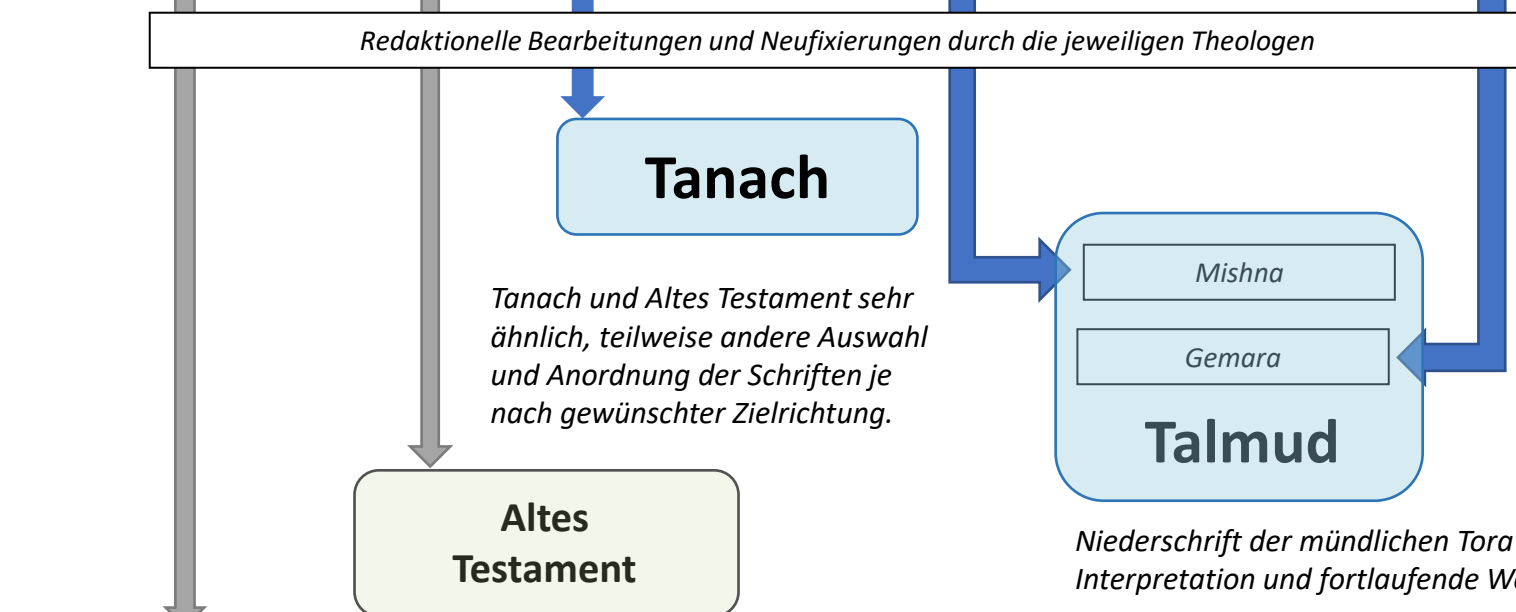 Redaktionelle Bearbeitungen und Neufixierungen durch die jeweiligen Theologen
Tanach
Tanach und Altes Testament sehr
ähnlich, teilweise andere Auswahl
und Anordnung der Schriften je
nach gewünschter Zielrichtung.
Mishna
Gemara
Talmud
Altes
Testament
Niederschrift der mündlichen Tora
Interpretation und fortlaufende